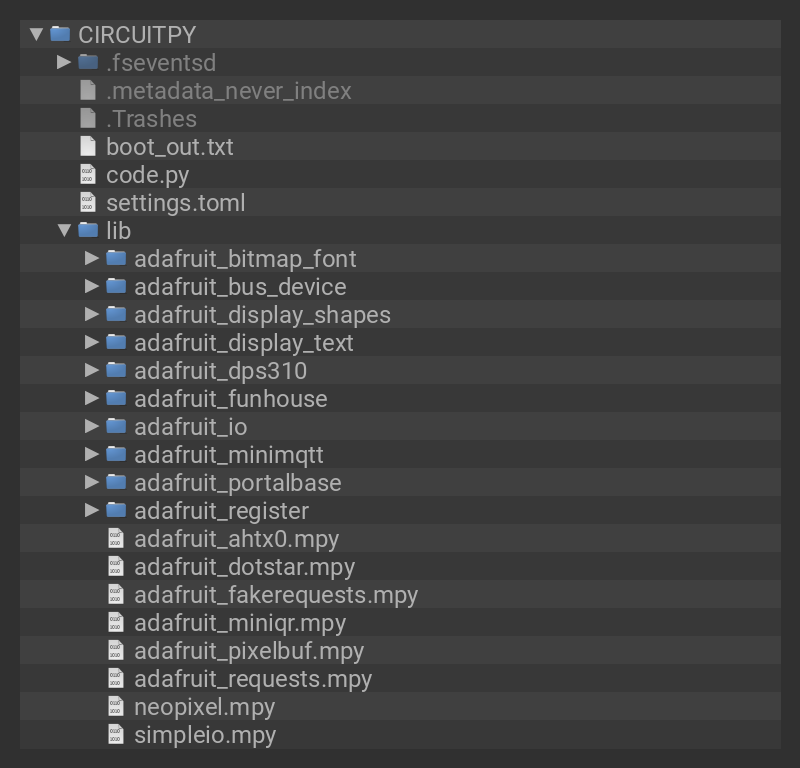 CIRCUITPY
.fseventsd
.metadata_never_index
.Trashes
boot_out.txt
code.py
settings.toml
lib
adafruit_bitmap_font
adafruit_bus_device
adafruit_display_shapes
adafruit_display_text
adafruit_dps310
adafruit_funhouse
adafruit_io
adafruit_minimqtt
adafruit_portalbase
adafruit_register
adafruit_ahtx0.mpy
adafruit_dotstar.mpy
adafruit_fakerequests.mpy
adafruit_miniqr.mpy
adafruit_pixelbuf.mpy
adafruit_requests.mpy
neopixel.mpy
simpleio.mpy